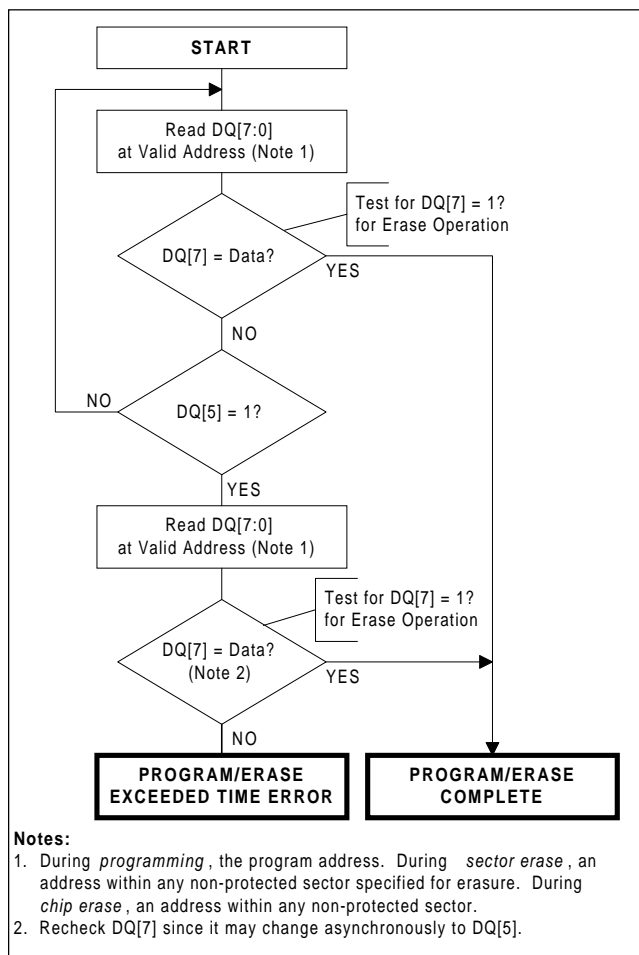 START
Read DQ[7:0]
at Valid Address (Note 1)
Test for DQ[7] = 1?
for Erase Operation
DQ[7] = Data?
YES
NO
NO
DQ[5] = 1?
YES
Read DQ[7:0]
at Valid Address (Note 1)
Test for DQ[7] = 1?
for Erase Operation
DQ[7] = Data?
(Note 2)
YES
NO
PROGRAM/ERASE
EXCEEDED TIME ERROR
PROGRAM/ERASE
COMPLETE
Notes:
1. During programming, the program address. During sector erase, an
address within any non-protected sector specified for erasure. During
chip erase, an address within any non-protected sector.
2. Recheck DQ[7] since it may change asynchronously to DQ[5].